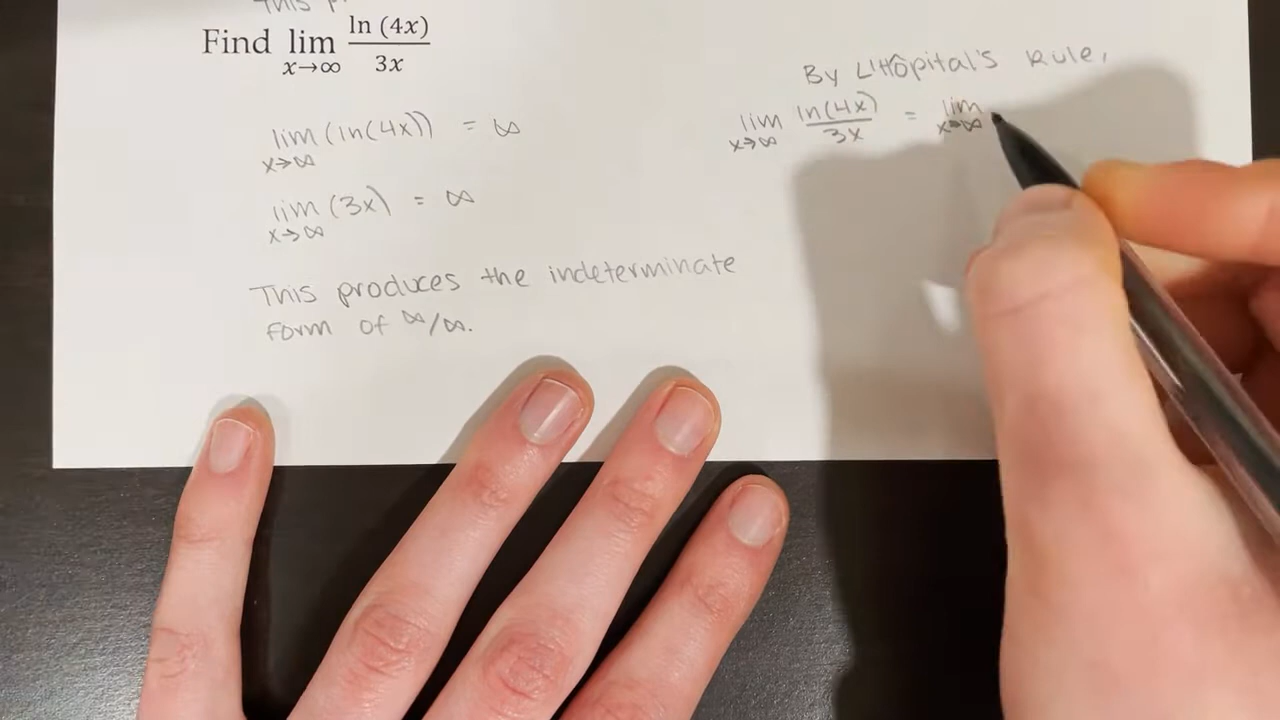 Find lim x→∞ ln (4x) / 3x
lim x→∞ (ln(4x)) = ∞
lim x→∞ (3x) = ∞
This produces the indeterminate
form of ∞/∞.
By L'Hôpital's Rule,
lim x→∞ ln(4x) / 3x = lim x→∞